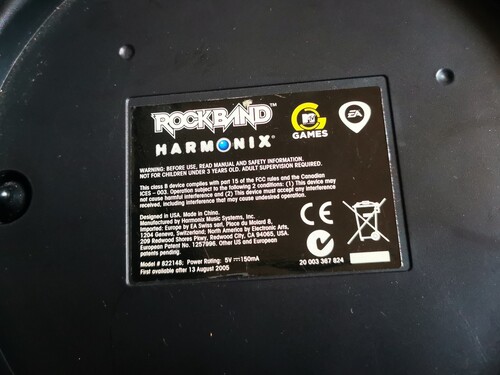 ROCKBAND™
HARMONIX®
MTV
G
GAMES
EA
WARNING: BEFORE USE, READ MANUAL AND SAFETY INFORMATION.
NOT FOR CHILDREN UNDER 3 YEARS OLD. ADULT SUPERVISION REQUIRED.
This class B device complies with part 15 of the FCC rules and the Canadian
ICES – 003. Operation subject to the following 2 conditions: (1) This device may
not cause harmful interference and (2) This device must accept any interference
received, including interference that may cause undesired operation.
Designed in USA. Made in China.
Manufactured by Harmonix Music Systems, Inc.
Imported: Europe by EA Swiss sarl, Place du Molard 8,
1204 Geneva, Switzerland; North America by Electronic Arts,
209 Redwood Shores Pkwy, Redwood City, CA 94065, USA.
European Patent No. 1257996. Other US and European
patents pending.
CE
Model # 822148; Power Rating: 5V⎓150mA
20 003 367 824
First available after 13 August 2005